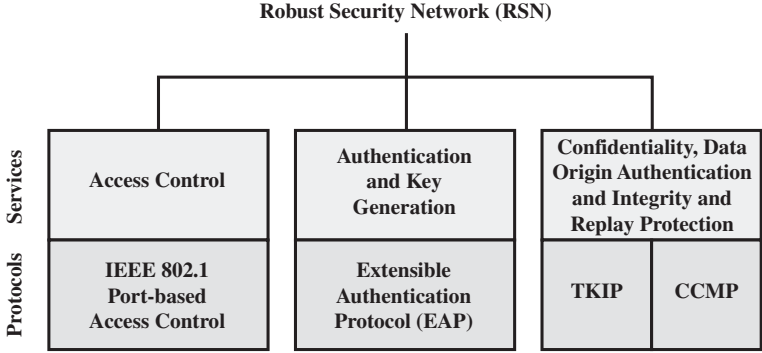 Robust Security Network (RSN)
Services
Access Control
Authentication
and Key
Generation
Confidentiality, Data
Origin Authentication
and Integrity and
Replay Protection
Protocols
IEEE 802.1
Port-based
Access Control
Extensible
Authentication
Protocol (EAP)
TKIP
CCMP